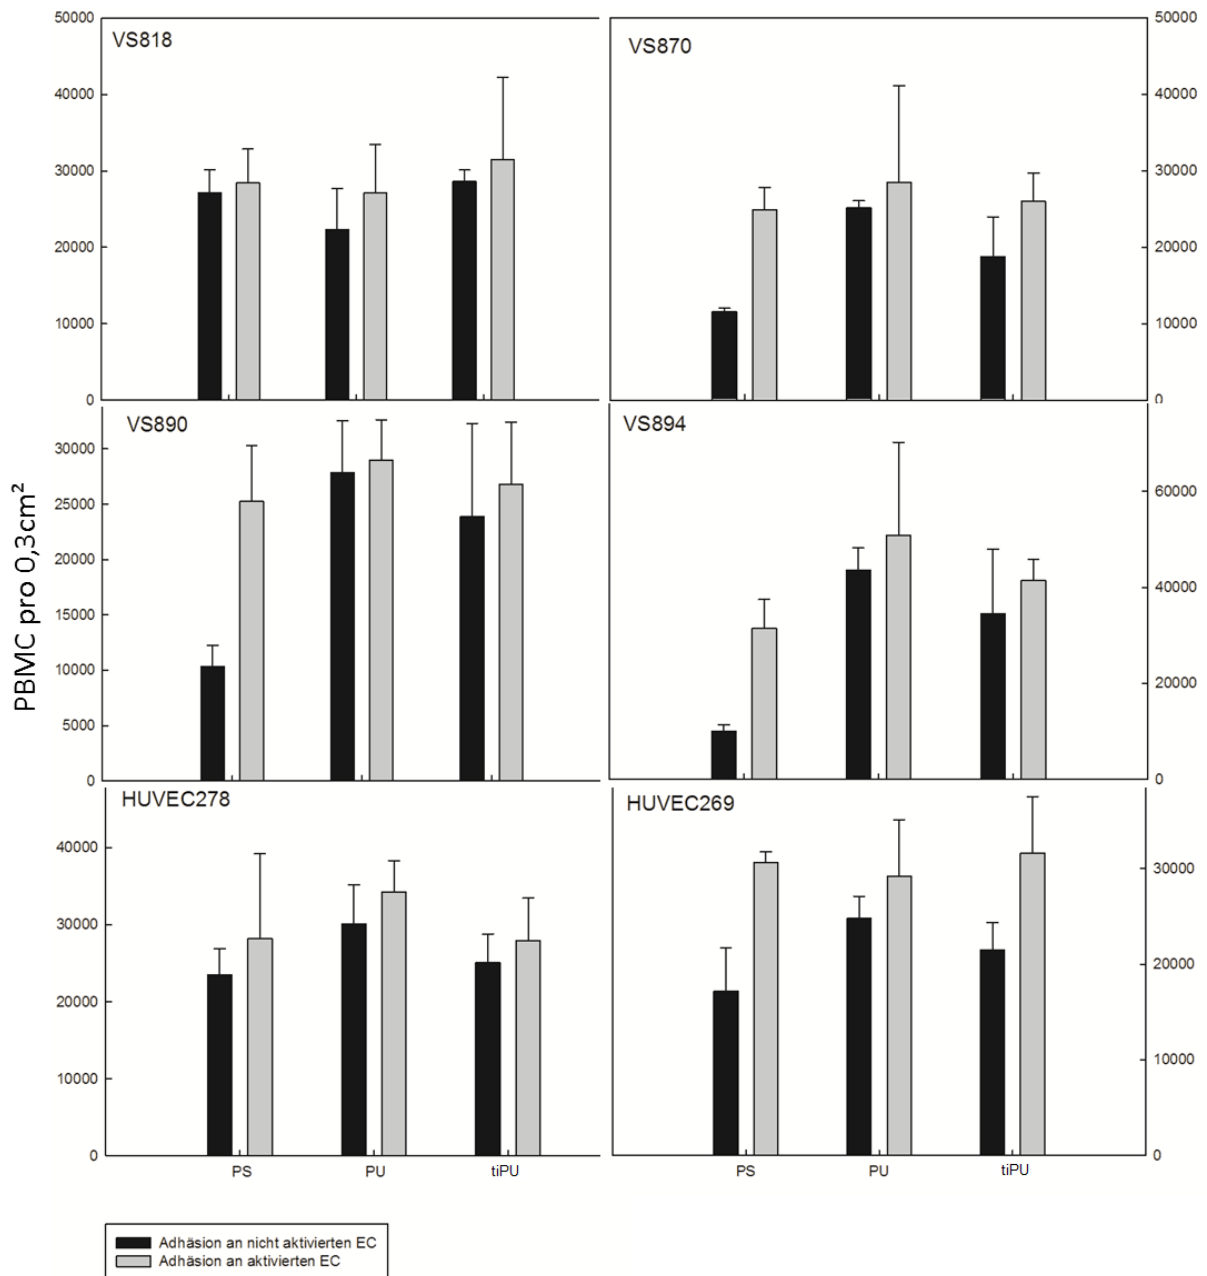 VS818
50000
40000
30000
20000
10000
0
VS870
50000
40000
30000
20000
10000
0
PBMC pro 0,3cm²
VS890
30000
25000
20000
15000
10000
5000
0
VS894
60000
40000
20000
0
HUVEC278
40000
30000
20000
10000
0
PS PU tiPU
HUVEC269
30000
20000
10000
0
PS PU tiPU
Adhäsion an nicht aktivierten EC
Adhäsion an aktivierten EC